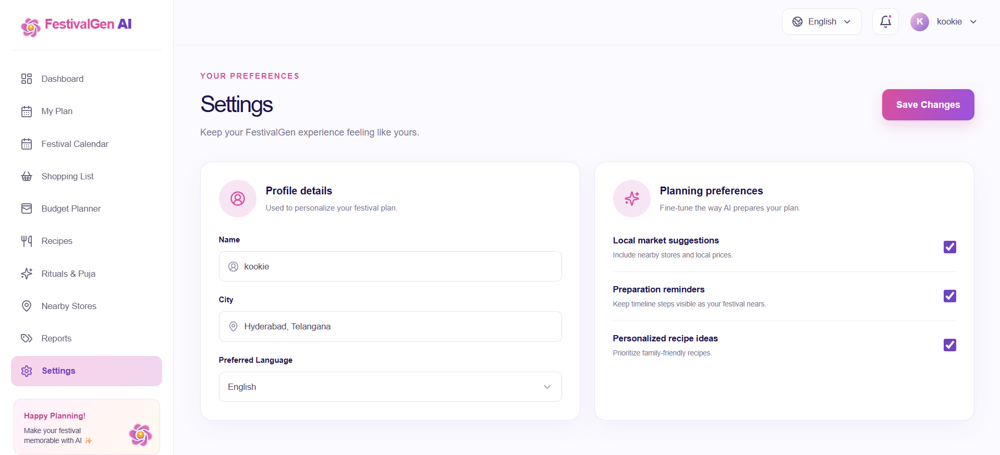 FestivalGen AI
Dashboard
My Plan
Festival Calendar
Shopping List
Budget Planner
Recipes
Rituals & Puja
Nearby Stores
Reports
Settings
Happy Planning!
Make your festival
memorable with AI ✨
English
K
kookie
YOUR PREFERENCES
Settings
Keep your FestivalGen experience feeling like yours.
Save Changes
Profile details
Used to personalize your festival plan.
Name
kookie
City
Hyderabad, Telangana
Preferred Language
English
Planning preferences
Fine-tune the way AI prepares your plan.
Local market suggestions
Include nearby stores and local prices.
Preparation reminders
Keep timeline steps visible as your festival nears.
Personalized recipe ideas
Prioritize family-friendly recipes.